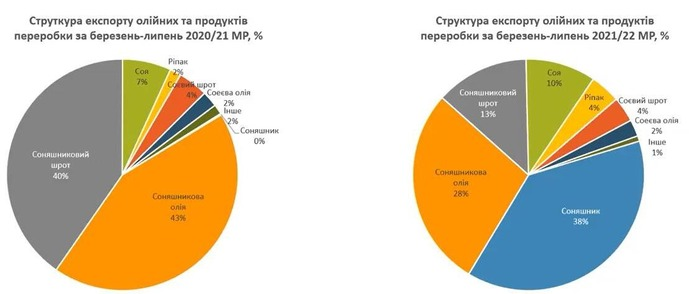 Струткура експорту олійних та продуктів
переробки за березень-липень 2020/21 МР, %
Соя
7%
Ріпак
2%
Соєвий шрот
4%
Соєва олія
2%
Інше
2%
Соняшник
0%
Соняшникова
олія
43%
Соняшниковий
шрот
40%
Структура експорту олійних та продуктів
переробки за березень-липень 2021/22 МР, %
Соя
10%
Ріпак
4%
Соєвий шрот
4%
Соєва олія
2%
Інше
1%
Соняшник
38%
Соняшникова
олія
28%
Соняшниковий
шрот
13%